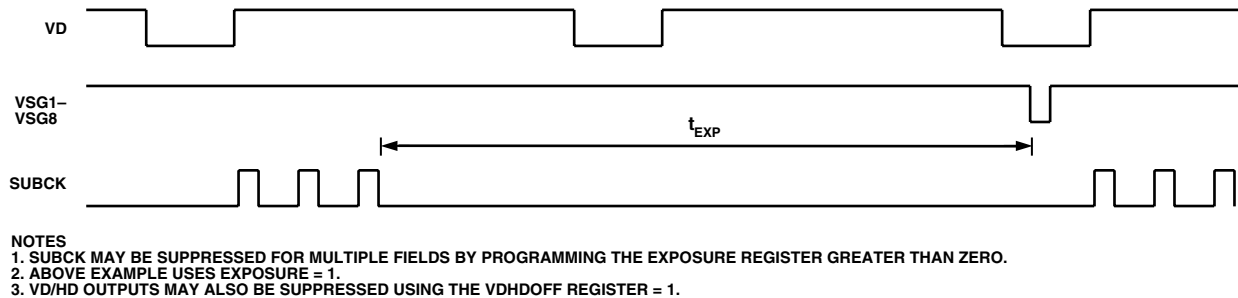 VD
VSG1–
VSG8
tEXP
SUBCK
NOTES
1. SUBCK MAY BE SUPPRESSED FOR MULTIPLE FIELDS BY PROGRAMMING THE EXPOSURE REGISTER GREATER THAN ZERO.
2. ABOVE EXAMPLE USES EXPOSURE = 1.
3. VD/HD OUTPUTS MAY ALSO BE SUPPRESSED USING THE VDHDOFF REGISTER = 1.